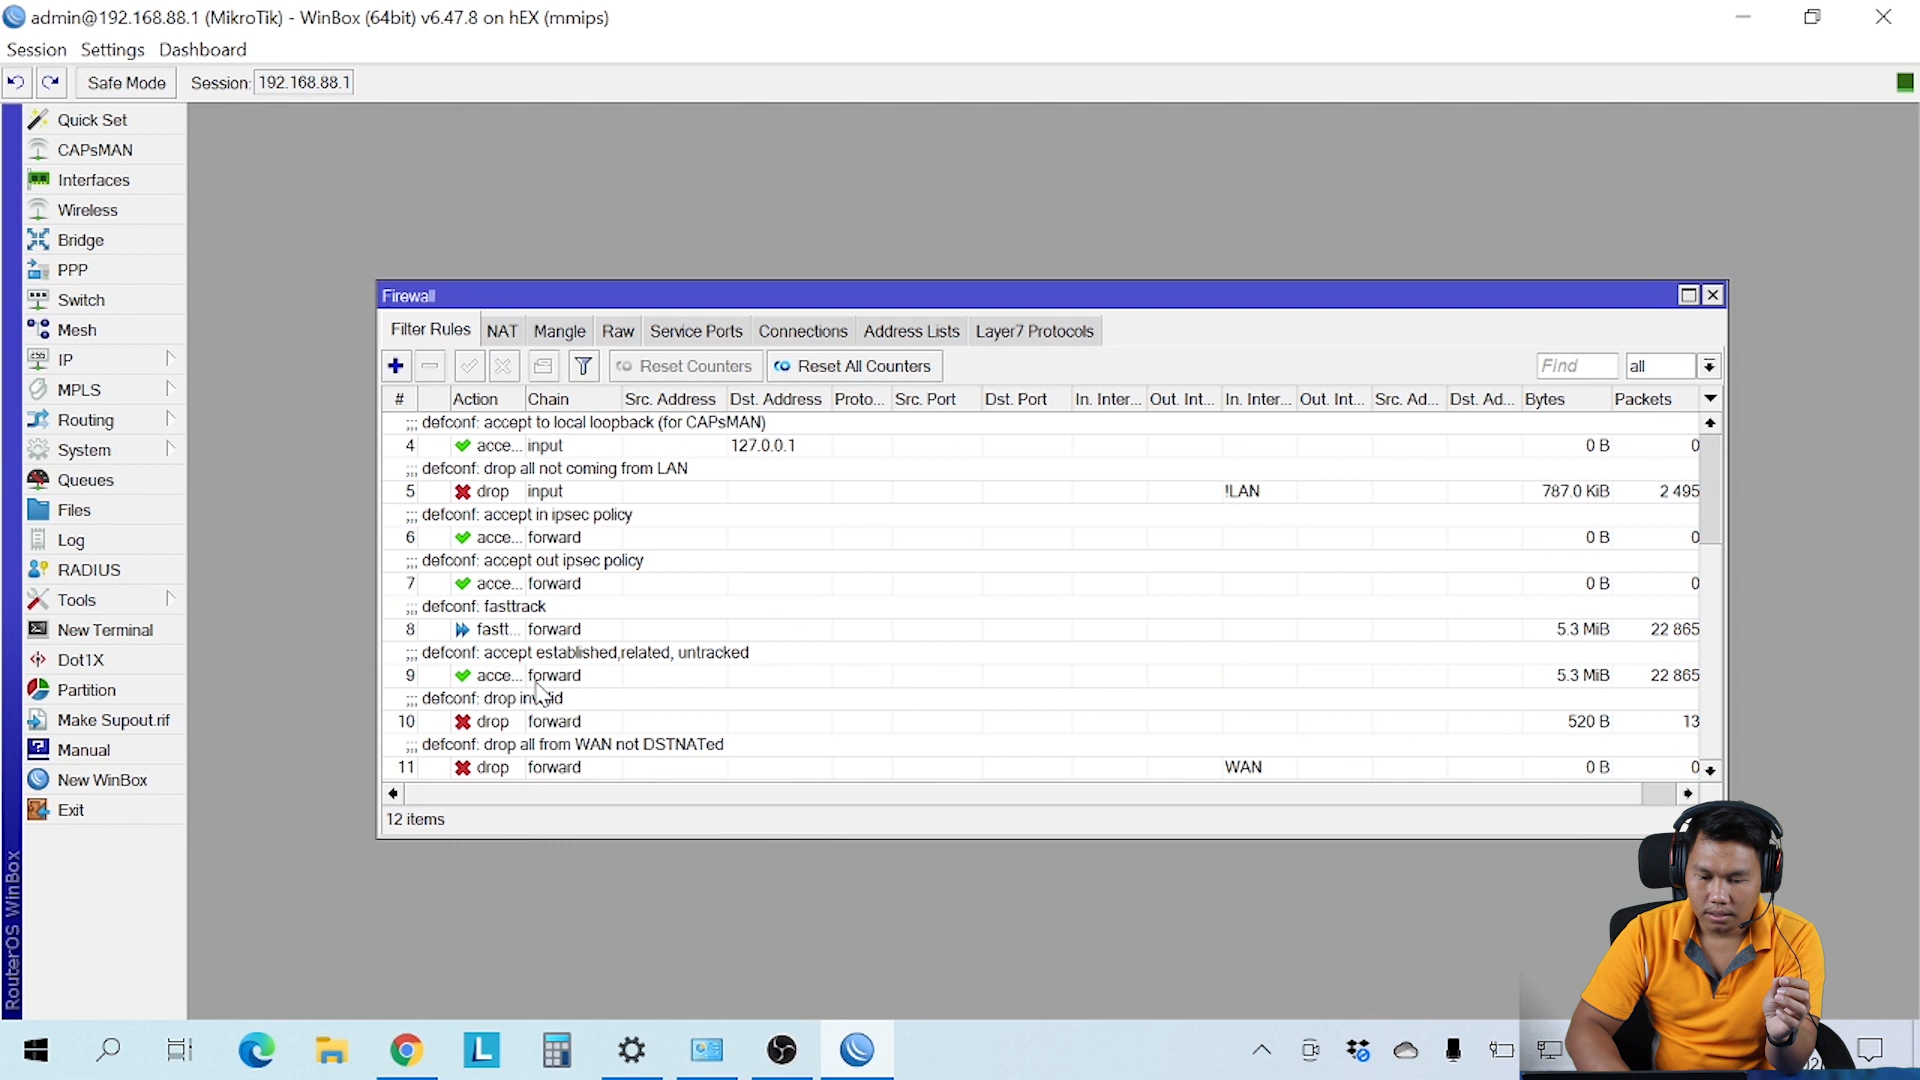 admin@192.168.88.1 (MikroTik) - WinBox (64bit) v6.47.8 on hEX (mmips)
Session Settings Dashboard
Safe Mode Session: 192.168.88.1
Quick Set
CAPsMAN
Interfaces
Wireless
Bridge
PPP
Switch
Mesh
IP
MPLS
Routing
System
Queues
Files
Log
RADIUS
Tools
New Terminal
Dot1X
Partition
Make Supout.rif
Manual
New WinBox
Exit
RouterOS WinBox
Firewall
Filter Rules NAT Mangle Raw Service Ports Connections Address Lists Layer7 Protocols
Reset Counters Reset All Counters Find all
# Action Chain Src. Address Dst. Address Proto... Src. Port Dst. Port In. Inter... Out. Int... In. Inter... Out. Int... Src. Ad... Dst. Ad... Bytes Packets
;;; defconf: accept to local loopback (for CAPsMAN)
4 acce... input 127.0.0.1 0 B 0
;;; defconf: drop all not coming from LAN
5 drop input !LAN 787.0 KiB 2 495
;;; defconf: accept in ipsec policy
6 acce... forward 0 B 0
;;; defconf: accept out ipsec policy
7 acce... forward 0 B 0
;;; defconf: fasttrack
8 fastt... forward 5.3 MiB 22 865
;;; defconf: accept established,related, untracked
9 acce... forward 5.3 MiB 22 865
;;; defconf: drop invalid
10 drop forward 520 B 13
;;; defconf: drop all from WAN not DSTNATed
11 drop forward WAN 0 B 0
12 items